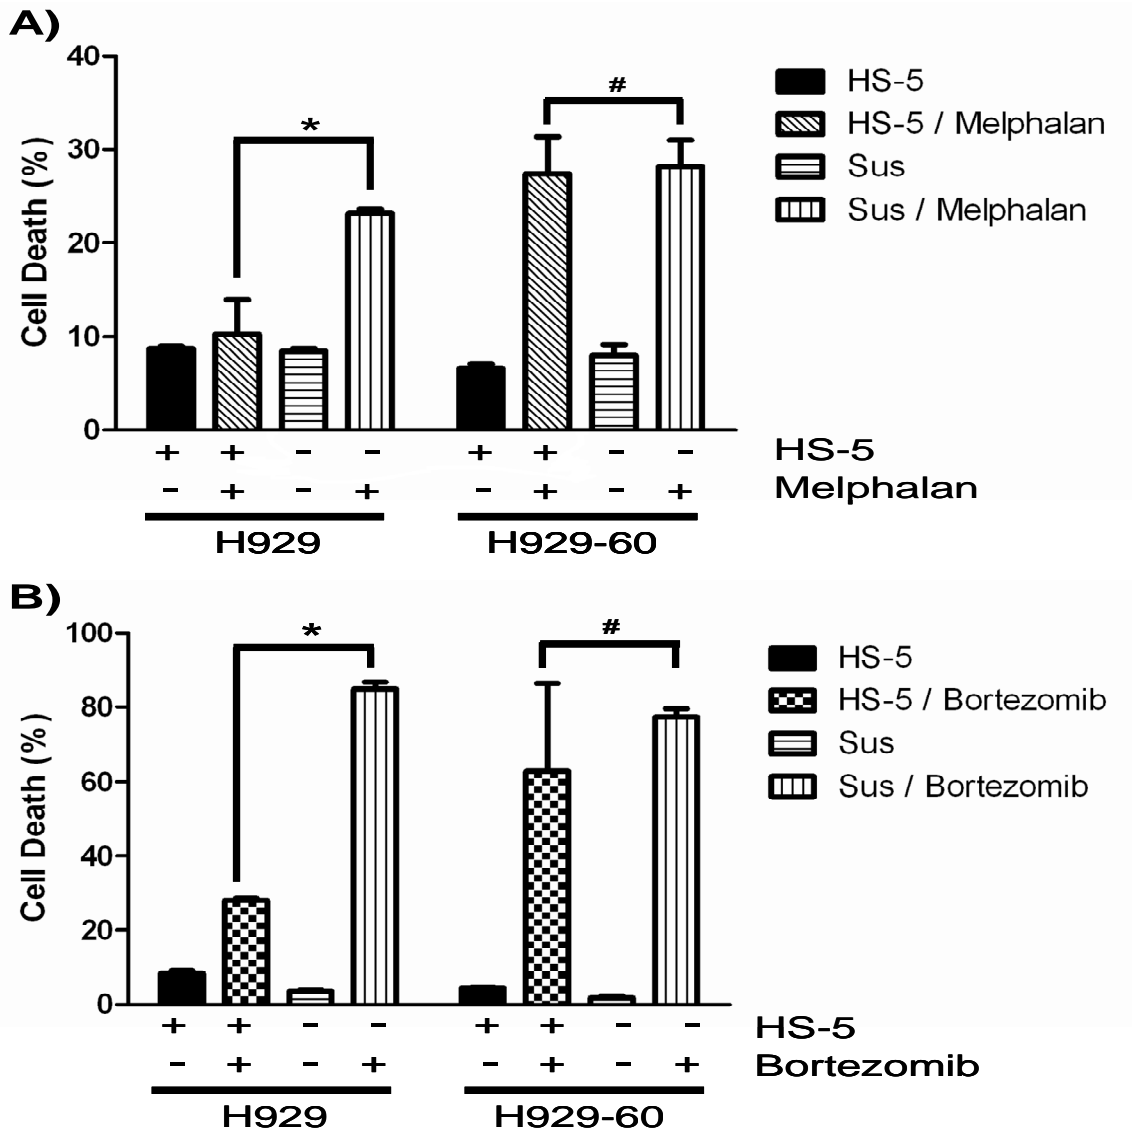 A)
40
30
20
10
0
Cell Death (%)
*
#
HS-5
HS-5 / Melphalan
Sus
Sus / Melphalan
+ + - - + + - - HS-5
- + - + - + - + Melphalan
H929 H929-60
B)
100
80
60
40
20
0
Cell Death (%)
*
#
HS-5
HS-5 / Bortezomib
Sus
Sus / Bortezomib
+ + - - + + - - HS-5
- + - + - + - + Bortezomib
H929 H929-60